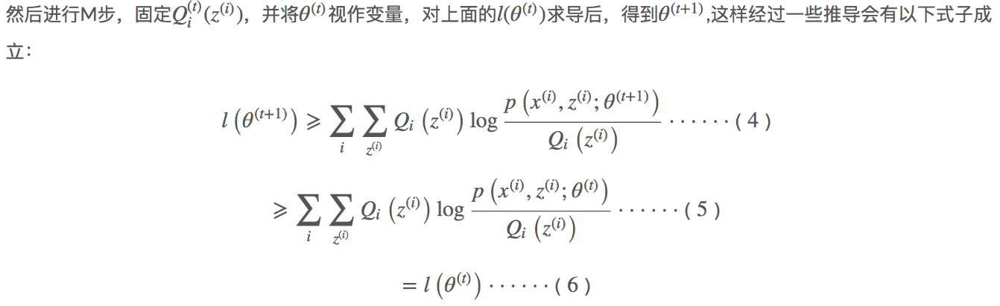 然后进行M步，固定$Q_i^{(t)}(z^{(i)})$，并将$\theta^{(t)}$视作变量，对上面的$l(\theta^{(t)})$求导后，得到$\theta^{(t+1)}$,这样经过一些推导会有以下式子成
立：
$l\left(\theta^{(t+1)}\right) \geqslant \sum_i \sum_{z^{(i)}} Q_i\left(z^{(i)}\right) \log \frac{p\left(x^{(i)}, z^{(i)}; \theta^{(t+1)}\right)}{Q_i\left(z^{(i)}\right)} \cdots\cdots (4)$
$\geqslant \sum_i \sum_{z^{(i)}} Q_i\left(z^{(i)}\right) \log \frac{p\left(x^{(i)}, z^{(i)}; \theta^{(t)}\right)}{Q_i\left(z^{(i)}\right)} \cdots\cdots (5)$
$= l\left(\theta^{(t)}\right) \cdots\cdots (6)$